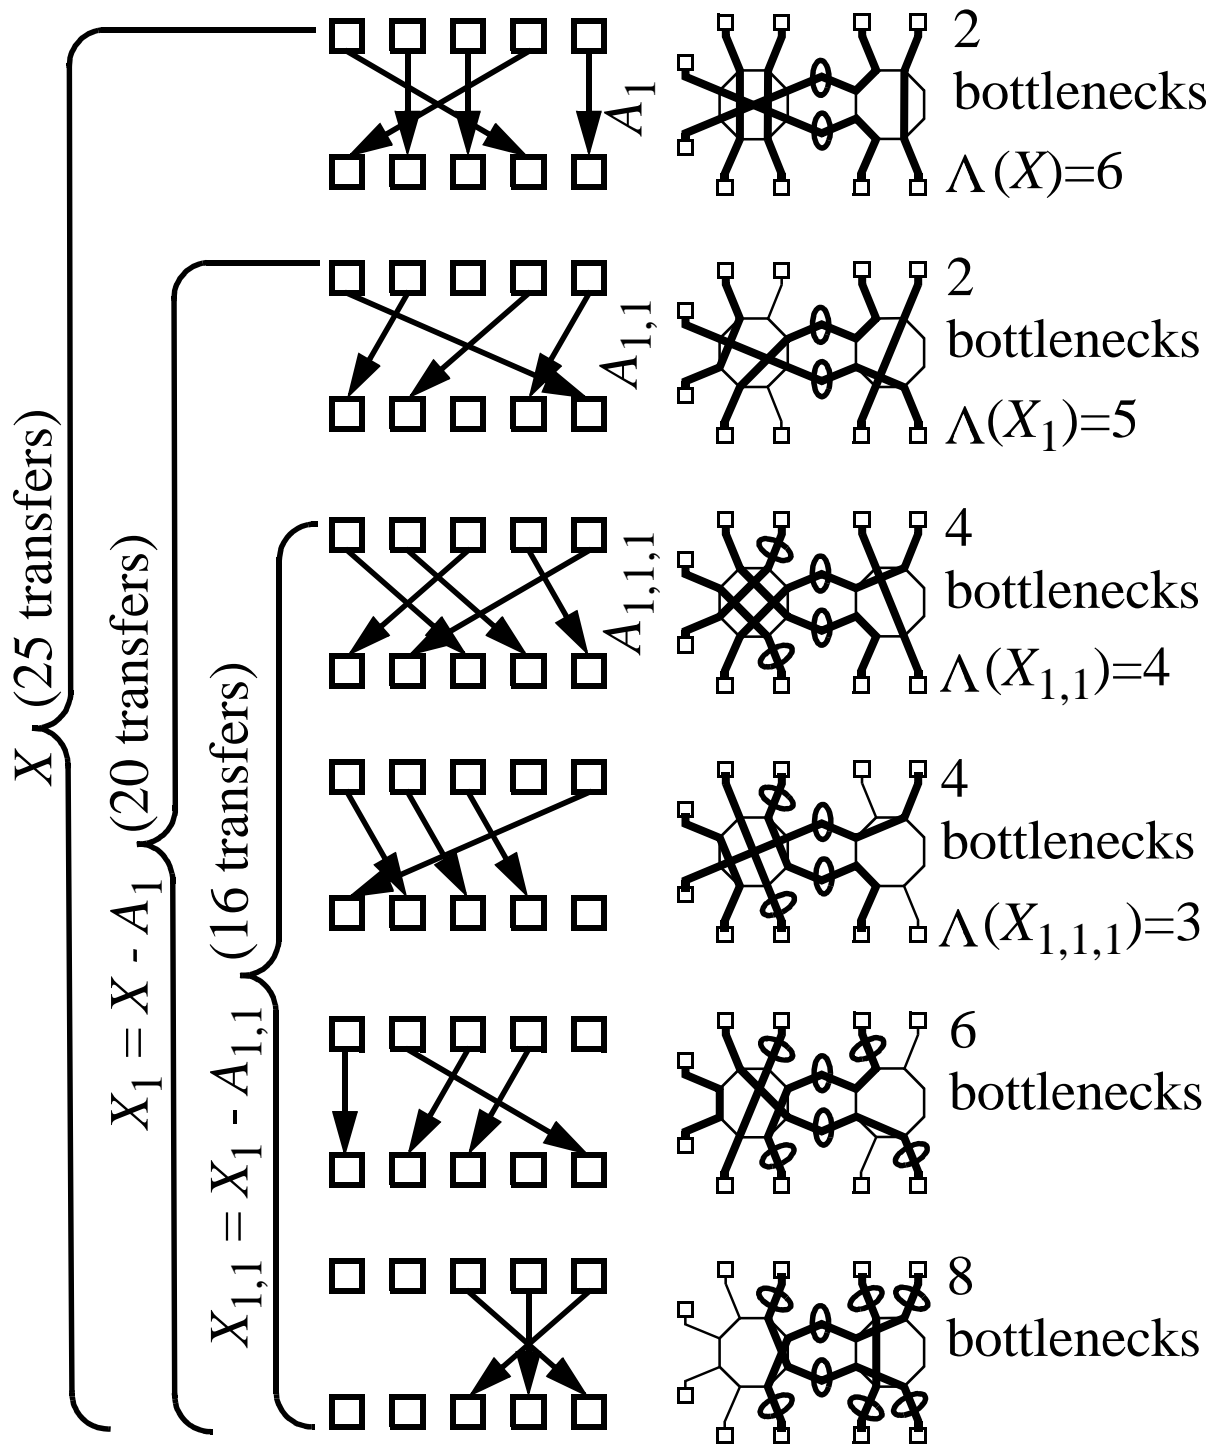 X (25 transfers)
X1 = X - A1 (20 transfers)
X1,1 = X1 - A1,1 (16 transfers)
A1
2
bottlenecks
Λ(X)=6
A1,1
2
bottlenecks
Λ(X1)=5
A1,1,1
4
bottlenecks
Λ(X1,1)=4
4
bottlenecks
Λ(X1,1,1)=3
6
bottlenecks
8
bottlenecks